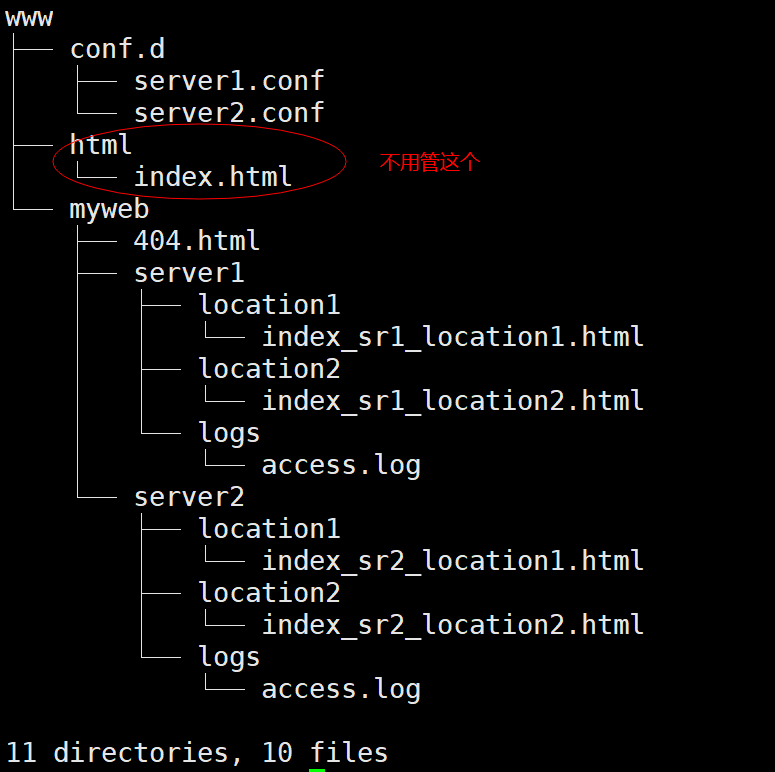 www
conf.d
server1.conf
server2.conf
html
不用管这个
index.html
myweb
404.html
server1
location1
index_sr1_location1.html
location2
index_sr1_location2.html
logs
access.log
server2
location1
index_sr2_location1.html
location2
index_sr2_location2.html
logs
access.log
11 directories, 10 files